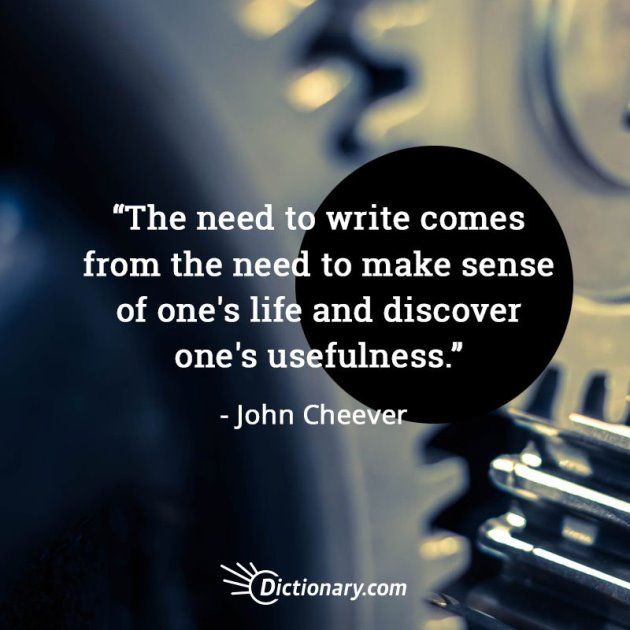 “The need to write comes
from the need to make sense
of one's life and discover
one's usefulness.”
- John Cheever
Dictionary.com